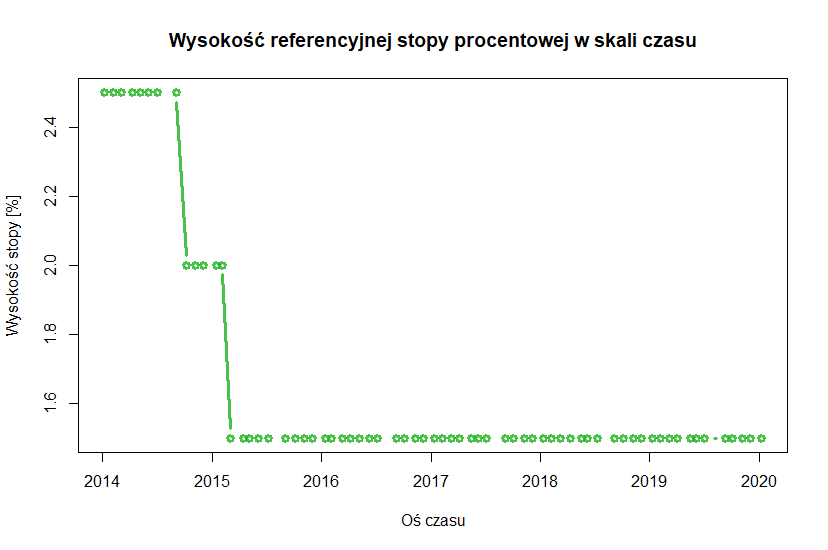 Wysokość referencyjnej stopy procentowej w skali czasu
Wysokość stopy [%]
2.4
2.2
2.0
1.8
1.6
2014 2015 2016 2017 2018 2019 2020
Oś czasu